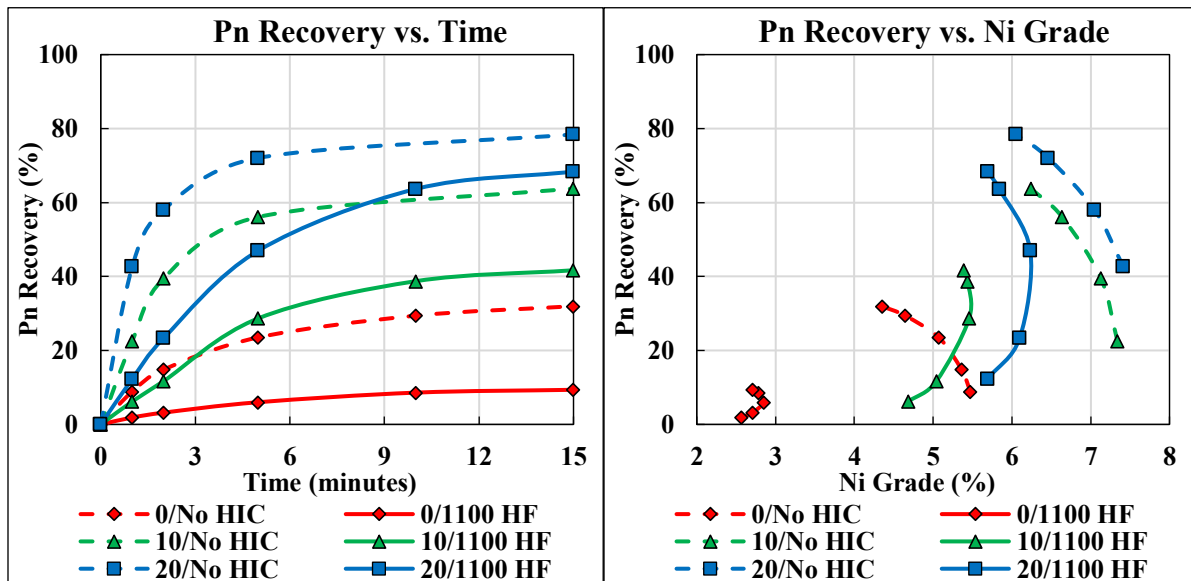 Pn Recovery vs. Time
100
80
60
40
20
0
Pn Recovery (%)
0 3 6 9 12 15
Time (minutes)
0/No HIC 0/1100 HF
10/No HIC 10/1100 HF
20/No HIC 20/1100 HF
Pn Recovery vs. Ni Grade
100
80
60
40
20
0
Pn Recovery (%)
2 3 4 5 6 7 8
Ni Grade (%)
0/No HIC 0/1100 HF
10/No HIC 10/1100 HF
20/No HIC 20/1100 HF